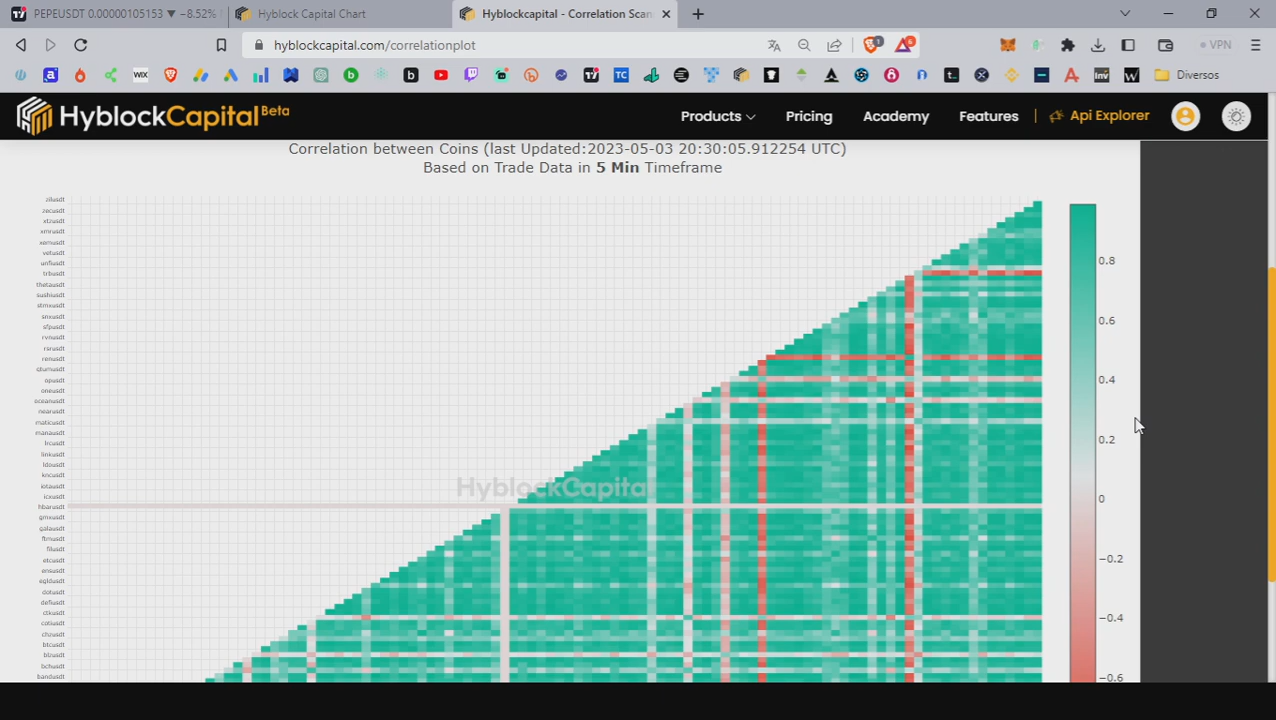 PEPEUSDT 0.00000105153 ▼ −8.52%
Hyblock Capital Chart
Hyblockcapital - Correlation Scan
hyblockcapital.com/correlationplot
VPN
Diversos
HyblockCapital Beta
Products
Pricing
Academy
Features
Api Explorer
Correlation between Coins (last Updated:2023-05-03 20:30:05.912254 UTC)
Based on Trade Data in 5 Min Timeframe
zilusdt
zecusdt
xtzusdt
xmrusdt
xemusdt
vetusdt
unfiusdt
trbusdt
thetausdt
sushiusdt
stmxusdt
snxusdt
sfpusdt
rvnusdt
rsrusdt
renusdt
qtumusdt
opusdt
oneusdt
oceanusdt
nearusdt
maticusdt
manausdt
lrcusdt
linkusdt
ldousdt
kncusdt
iotausdt
icxusdt
hbarusdt
gmxusdt
galausdt
ftmusdt
filusdt
etcusdt
ensusdt
egldusdt
dotusdt
defiusdt
ctkusdt
cotiusdt
chzusdt
btcusdt
blzusdt
bchusdt
bandusdt
HyblockCapital
0.8
0.6
0.4
0.2
0
−0.2
−0.4
−0.6